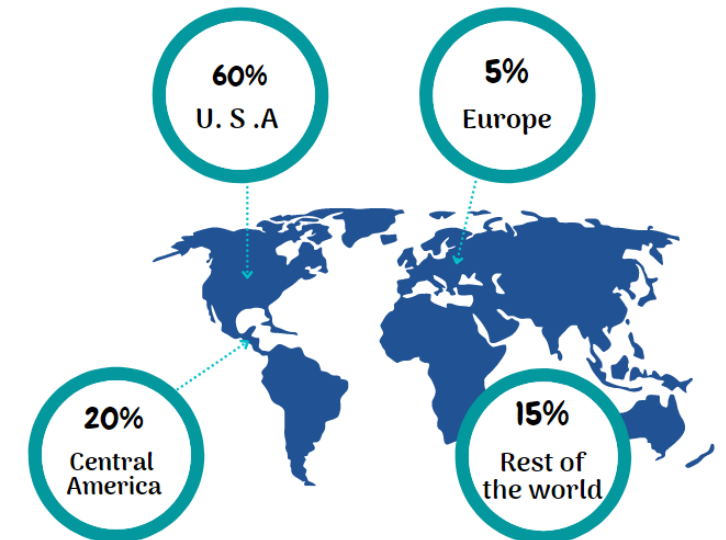 60%
U. S .A
5%
Europe
20%
Central
America
15%
Rest of
the world